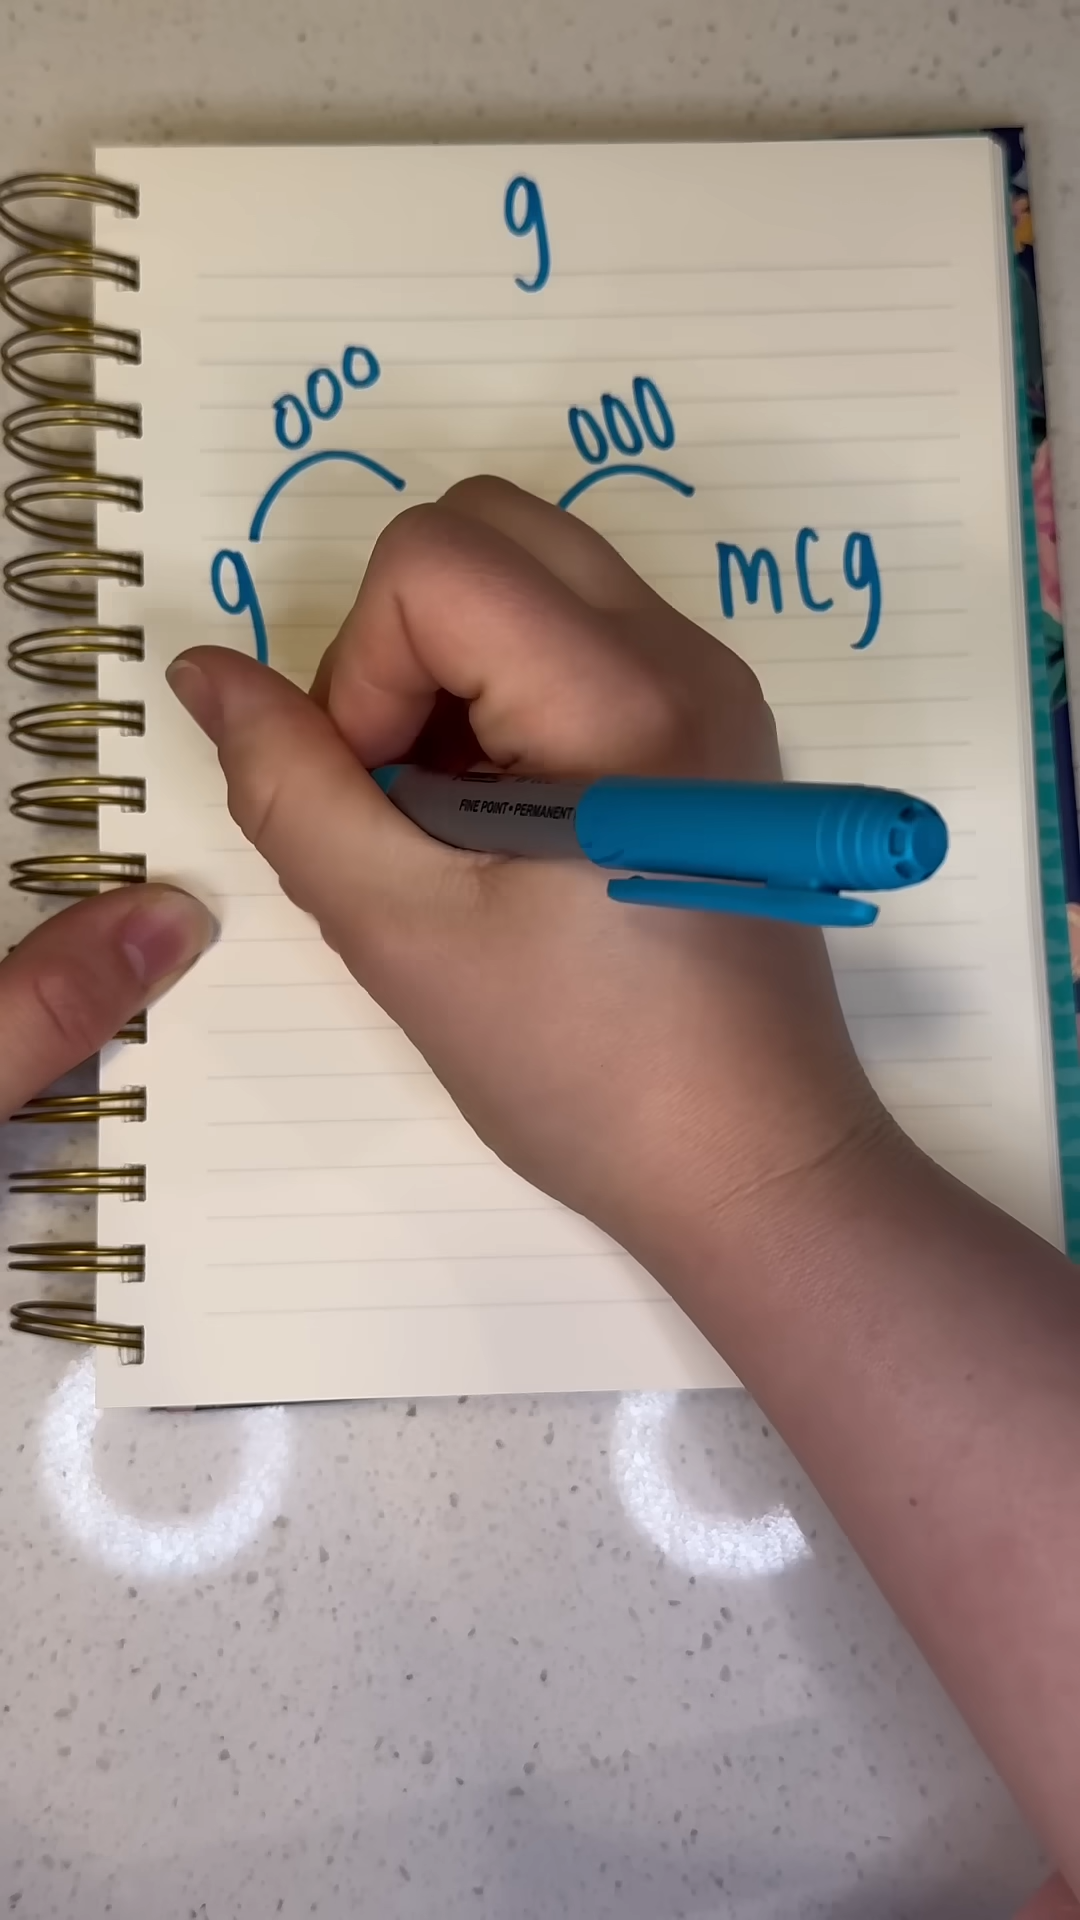 g
000 000
g mcg
FINE POINT • PERMANENT